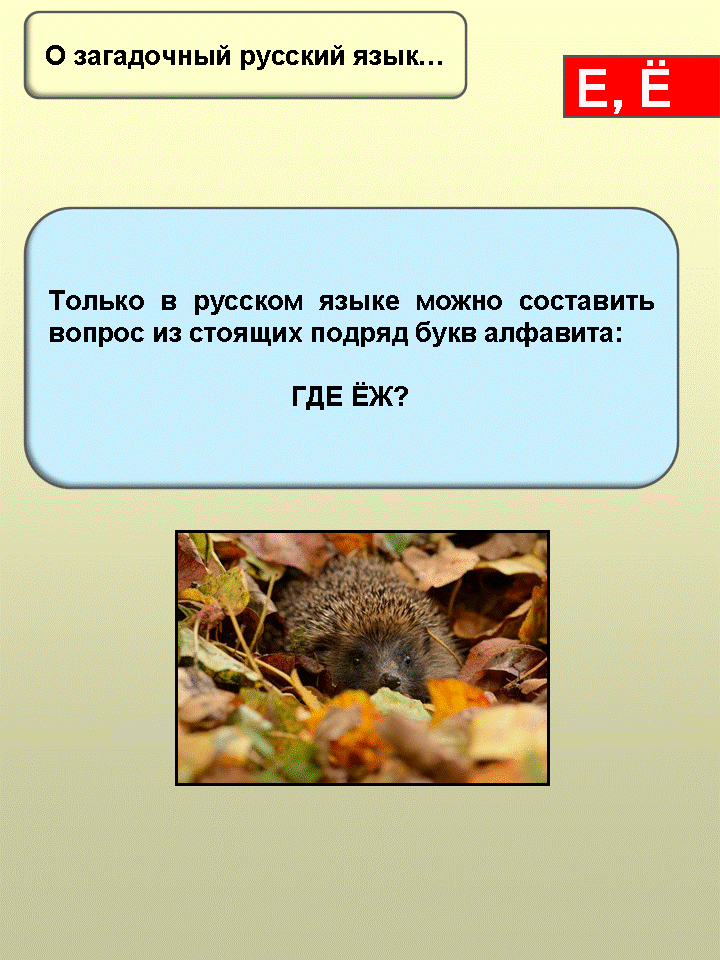 О загадочный русский язык...
Е, Ё
Только в русском языке можно составить
вопрос из стоящих подряд букв алфавита:
ГДЕ ЁЖ?